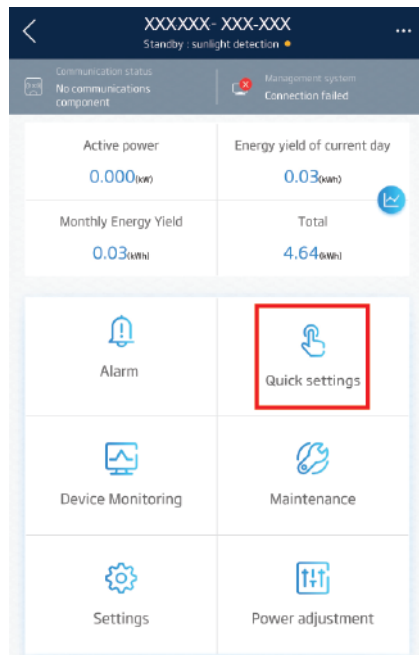 XXXXXX- XXX-XXX
Standby : sunlight detection
Communication status
No communications
component
Management system
Connection failed
Active power
Energy yield of current day
0.000(kW)
0.03(kWh)
Monthly Energy Yield
Total
0.03(kWh)
4.64(kWh)
Alarm
Quick settings
Device Monitoring
Maintenance
Settings
Power adjustment